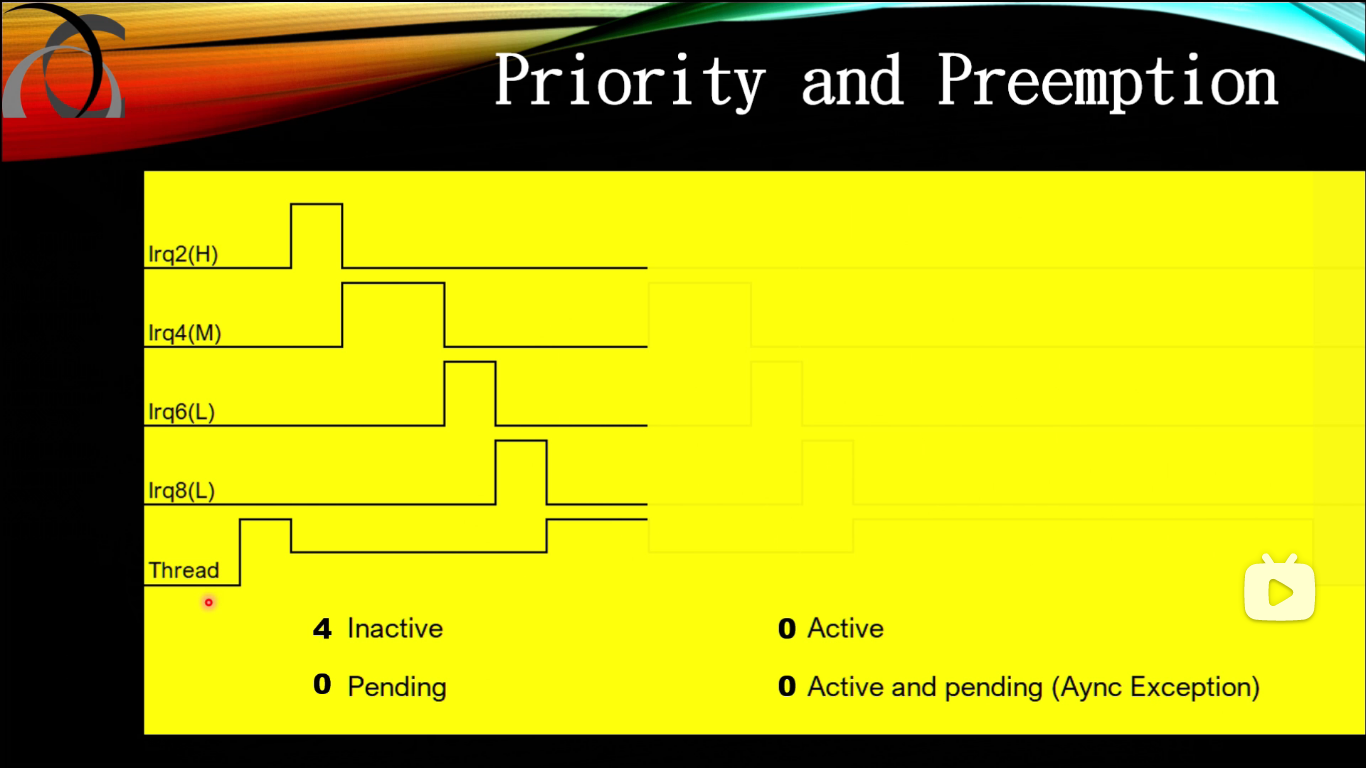 Priority and Preemption
Irq2(H)
Irq4(M)
Irq6(L)
Irq8(L)
Thread
4 Inactive
0 Active
0 Pending
0 Active and pending (Aync Exception)